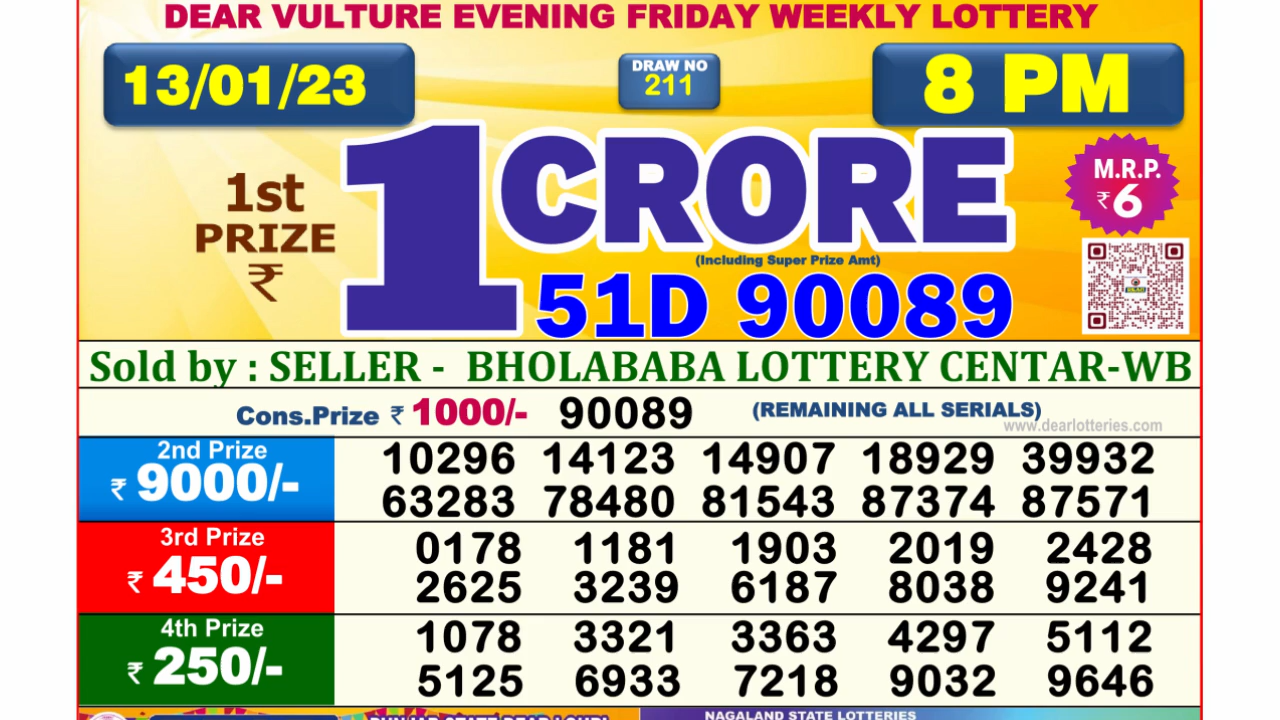 DEAR VULTURE EVENING FRIDAY WEEKLY LOTTERY
13/01/23
DRAW NO
211
8 PM
1st
PRIZE
₹
1 CRORE
(Including Super Prize Amt)
51D 90089
M.R.P.
₹6
Sold by : SELLER - BHOLABABA LOTTERY CENTAR-WB
Cons.Prize ₹ 1000/- 90089 (REMAINING ALL SERIALS)
www.dearlotteries.com
2nd Prize
₹ 9000/-
10296 14123 14907 18929 39932
63283 78480 81543 87374 87571
3rd Prize
₹ 450/-
0178 1181 1903 2019 2428
2625 3239 6187 8038 9241
4th Prize
₹ 250/-
1078 3321 3363 4297 5112
5125 6933 7218 9032 9646
NAGALAND STATE LOTTERIES